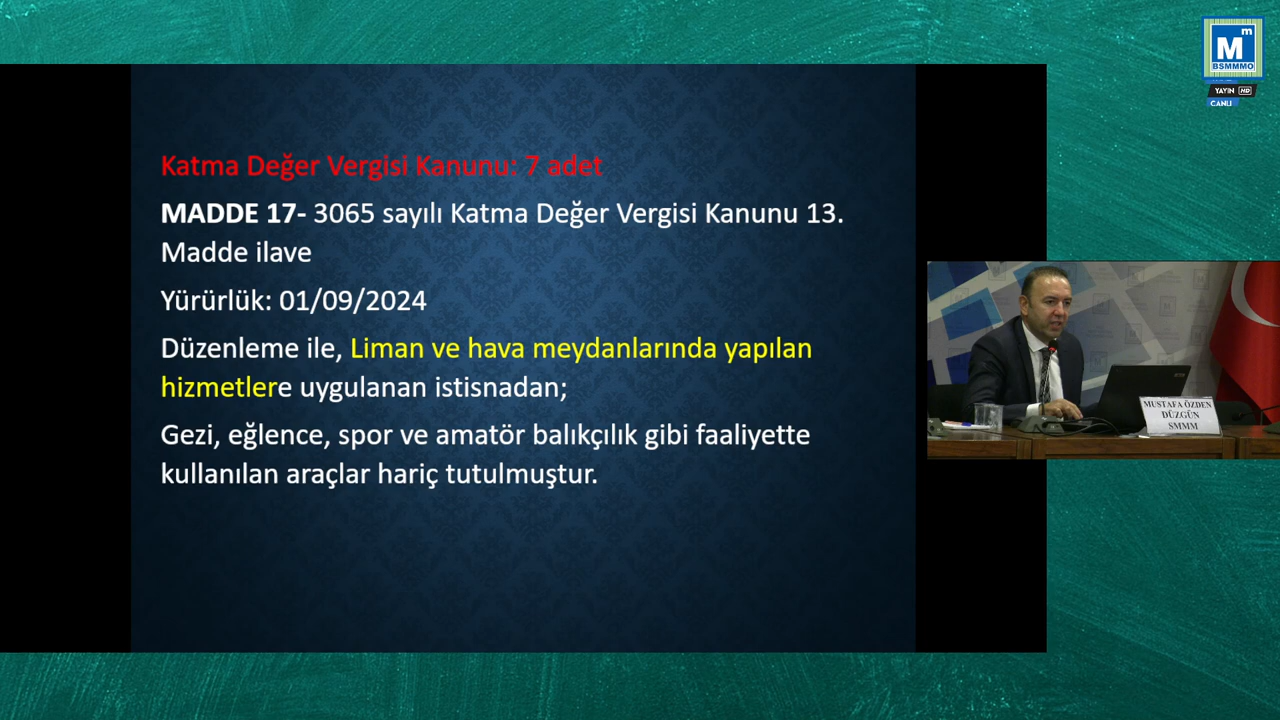 Katma Değer Vergisi Kanunu: 7 adet
MADDE 17- 3065 sayılı Katma Değer Vergisi Kanunu 13.
Madde ilave
Yürürlük: 01/09/2024
Düzenleme ile, Liman ve hava meydanlarında yapılan
hizmetlere uygulanan istisnadan;
Gezi, eğlence, spor ve amatör balıkçılık gibi faaliyette
kullanılan araçlar hariç tutulmuştur.
Mm
BSMMMO
YAYIN HD
CANLI
MUSTAFA ÖZDEN
DÜZGÜN
SMMM